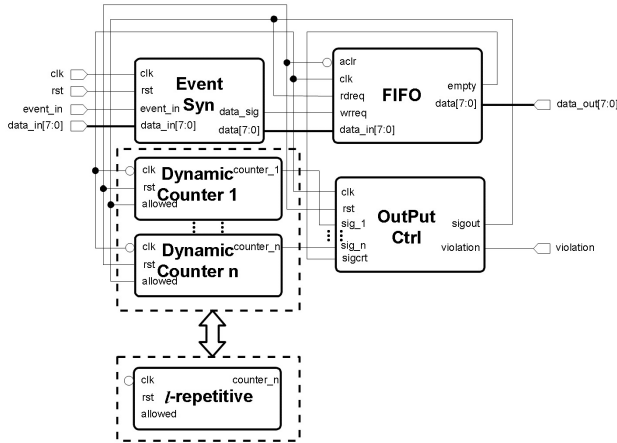 clk
rst
event_in
data_in[7:0]
clk
rst
event_in
data_in[7:0]
Event
Syn
data_sig
data[7:0]
aclr
clk
rdreq
wrreq
data_in[7:0]
FIFO
empty
data[7:0]
data_out[7:0]
clk
rst
allowed
Dynamic
Counter 1
counter_1
clk
rst
allowed
Dynamic
Counter n
counter_n
clk
rst
sig_1
sig_n
sigcrt
OutPut
Ctrl
sigout
violation
violation
clk
rst
allowed
counter_n
l-repetitive